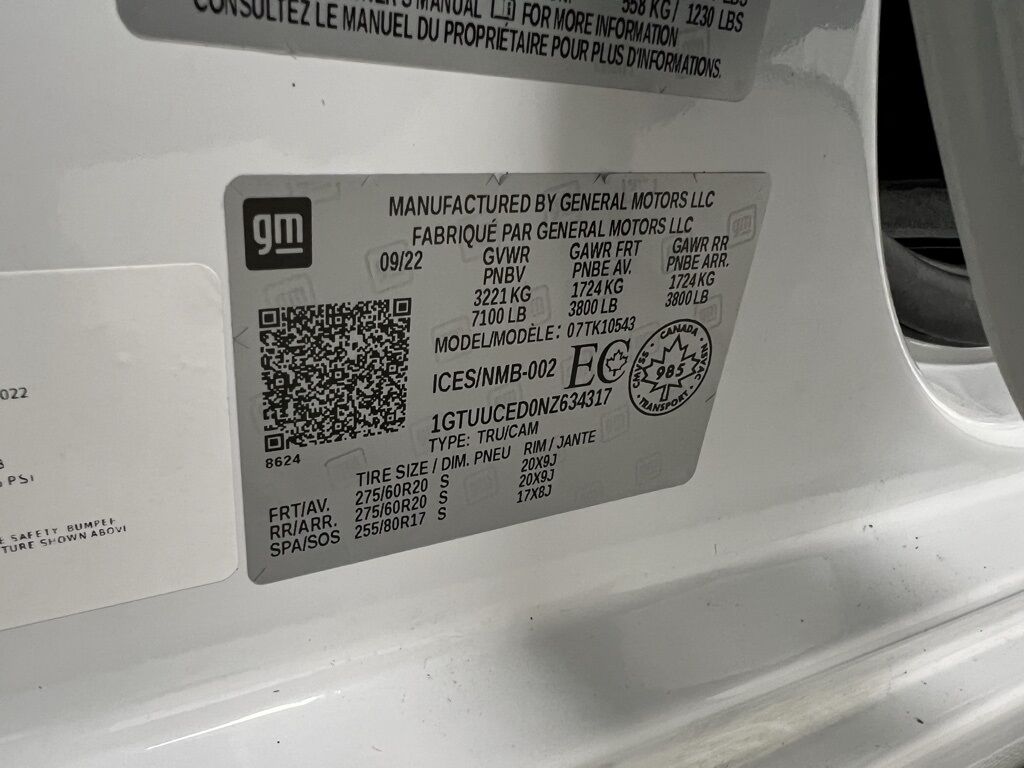 558 KG / 1230 LBS
MANUAL FOR MORE INFORMATION
CONSULTEZ LE MANUEL DU PROPRIÉTAIRE POUR PLUS D'INFORMATIONS.
gm
MANUFACTURED BY GENERAL MOTORS LLC
FABRIQUÉ PAR GENERAL MOTORS LLC
09/22 GVWR GAWR FRT GAWR RR
PNBV PNBE AV. PNBE ARR.
3221 KG 1724 KG 1724 KG
7100 LB 3800 LB 3800 LB
MODEL/MODÈLE: 07TK10543
ICES/NMB-002 EC
CANADA
CMVSS NSVAC
985
TRANSPORT
1GTUUCED0NZ634317
TYPE: TRU/CAM
8624
TIRE SIZE / DIM. PNEU RIM / JANTE
FRT/AV. 275/60R20 S 20X9J
RR/ARR. 275/60R20 S 20X9J
SPA/SOS 255/80R17 S 17X8J
022
PSI
SAFETY BUMPER
TURE SHOWN ABOVE